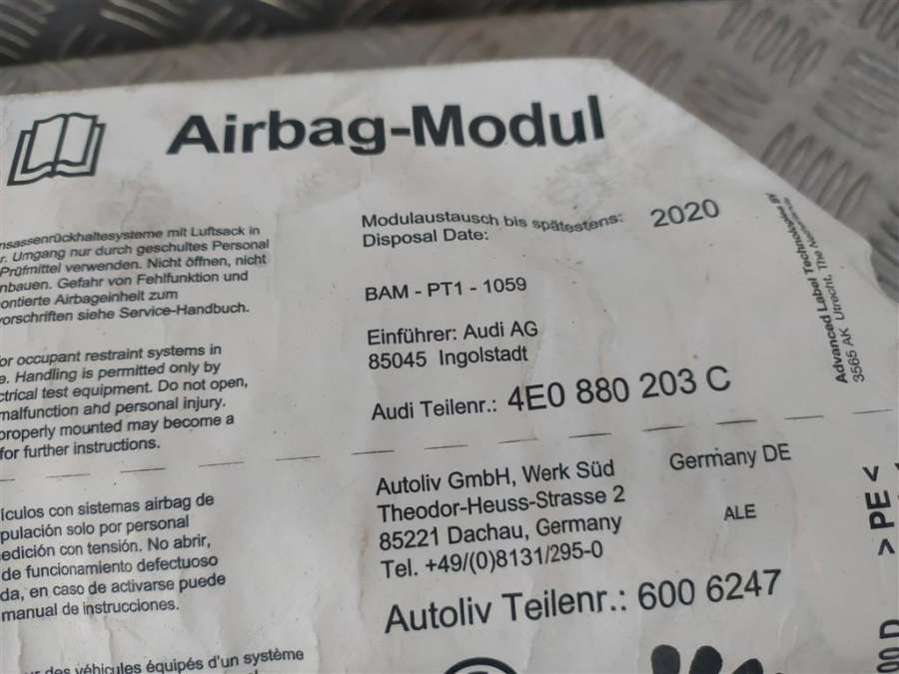 Airbag-Modul
nsassenrückhaltesysteme mit Luftsack in
r. Umgang nur durch geschultes Personal
Prüfmittel verwenden. Nicht öffnen, nicht
nbauen. Gefahr von Fehlfunktion und
ontierte Airbageinheit zum
vorschriften siehe Service-Handbuch.
or occupant restraint systems in
e. Handling is permitted only by
ctrical test equipment. Do not open,
malfunction ahd personal injury.
properly mounted may become a
for further instructions.
ículos con sistemas airbag de
pulación solo por personal
edición con tensión. No abrir,
de funcionamiento defectuoso
da, en caso de activarse puede
manual de instrucciones.
des véhicules équipés d'un système
Modulaustausch bis spätestens: 2020
Disposal Date:
BAM - PT1 - 1059
Einführer: Audi AG
85045 Ingolstadt
Audi Teilenr.: 4E0 880 203 C
Autoliv GmbH, Werk Süd
Theodor-Heuss-Strasse 2
85221 Dachau, Germany
Tel. +49/(0)8131/295-0
Germany DE
ALE
Autoliv Teilenr.: 600 6247
Advanced Label Technologies BV
3565 AK Utrecht, The
> PE <
00 D